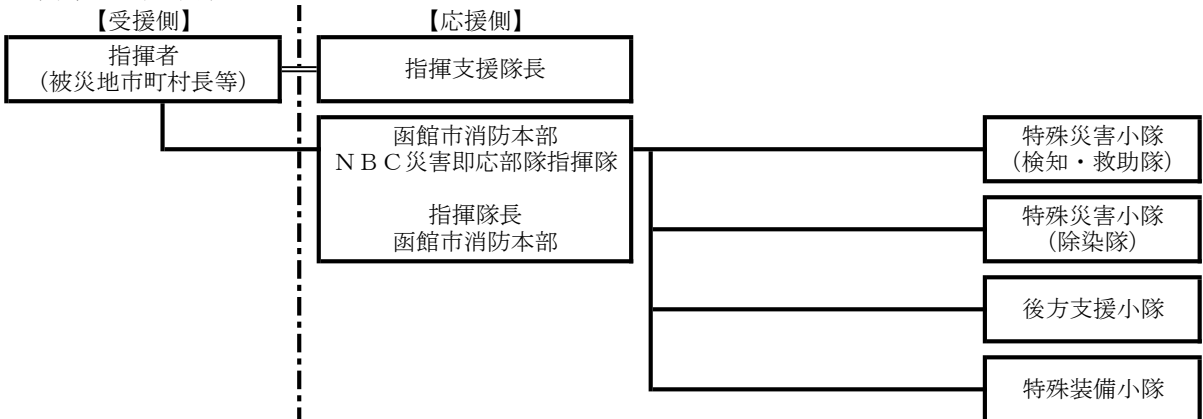 【受援側】
【応援側】
指揮者
（被災地市町村長等）
指揮支援隊長
函館市消防本部
ＮＢＣ災害即応部隊指揮隊
指揮隊長
函館市消防本部
特殊災害小隊
（検知・救助隊）
特殊災害小隊
（除染隊）
後方支援小隊
特殊装備小隊